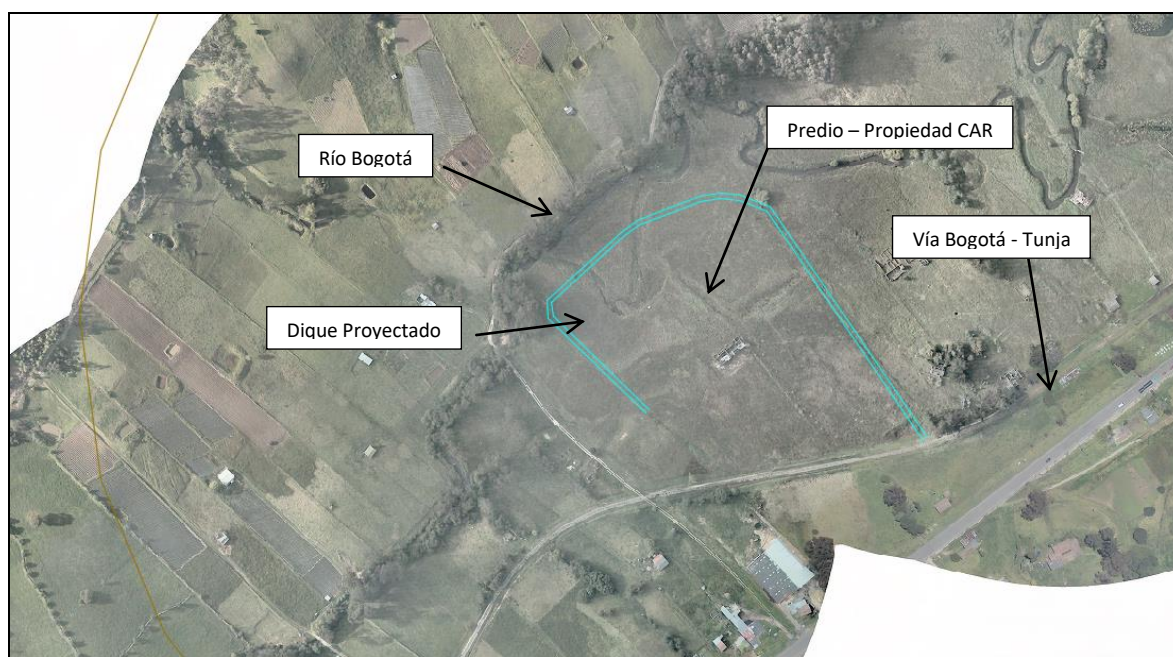 Predio – Propiedad CAR
Río Bogotá
Vía Bogotá - Tunja
Dique Proyectado